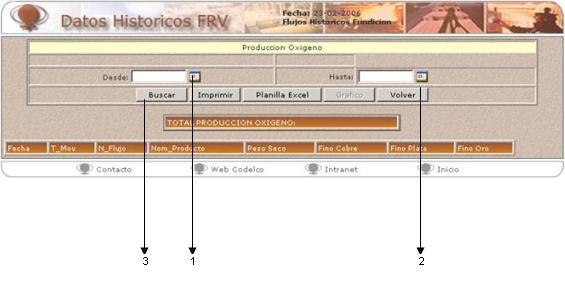 Datos Historicos FRV
Fecha: 23-02-2006
Flujos Historicos Fundicion
Produccion Oxigeno
Desde: Hasta:
Buscar Imprimir Planilla Excel Grafico Volver
TOTAL PRODUCCION OXIGENO:
Fecha T_Mov N_Flujo Nom_Producto Peso Seco Fino Cobre Fino Plata Fino Oro
Contacto Web Codelco Intranet Inicio
3 1 2